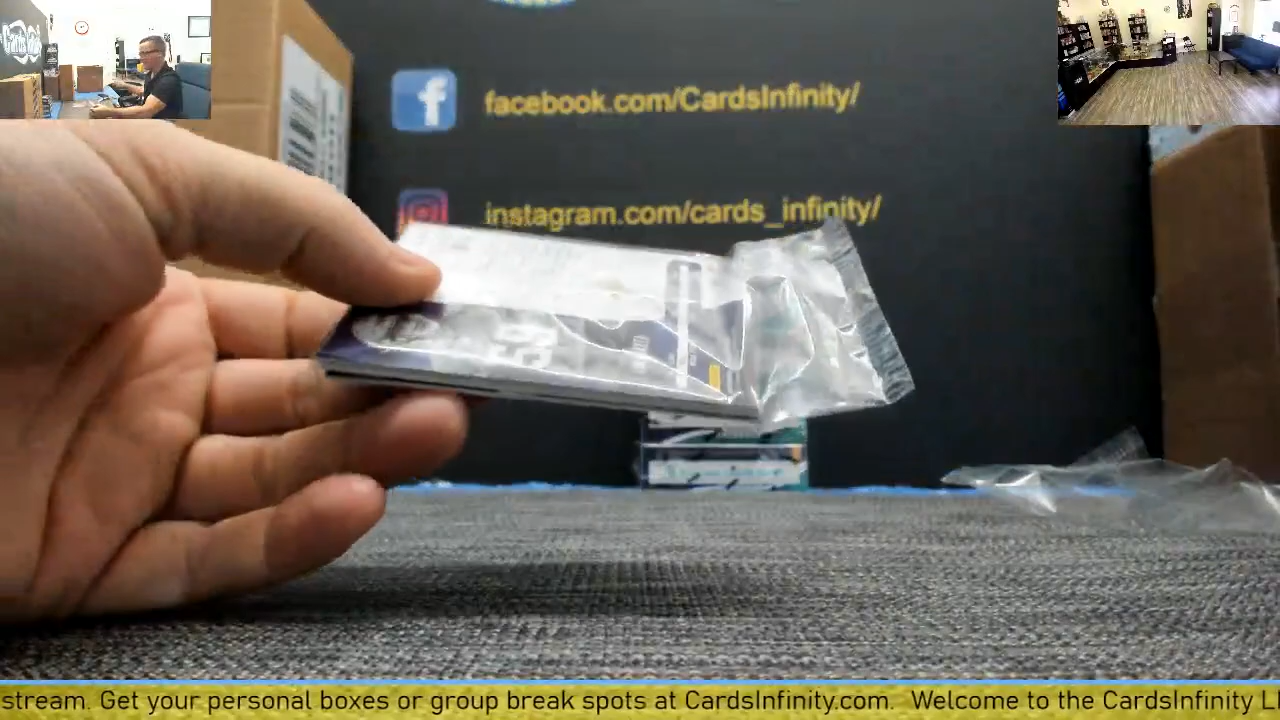 facebook.com/CardsInfinity/
instagram.com/cards_infinity/
stream. Get your personal boxes or group break spots at CardsInfinity.com. Welcome to the CardsInfinity Li